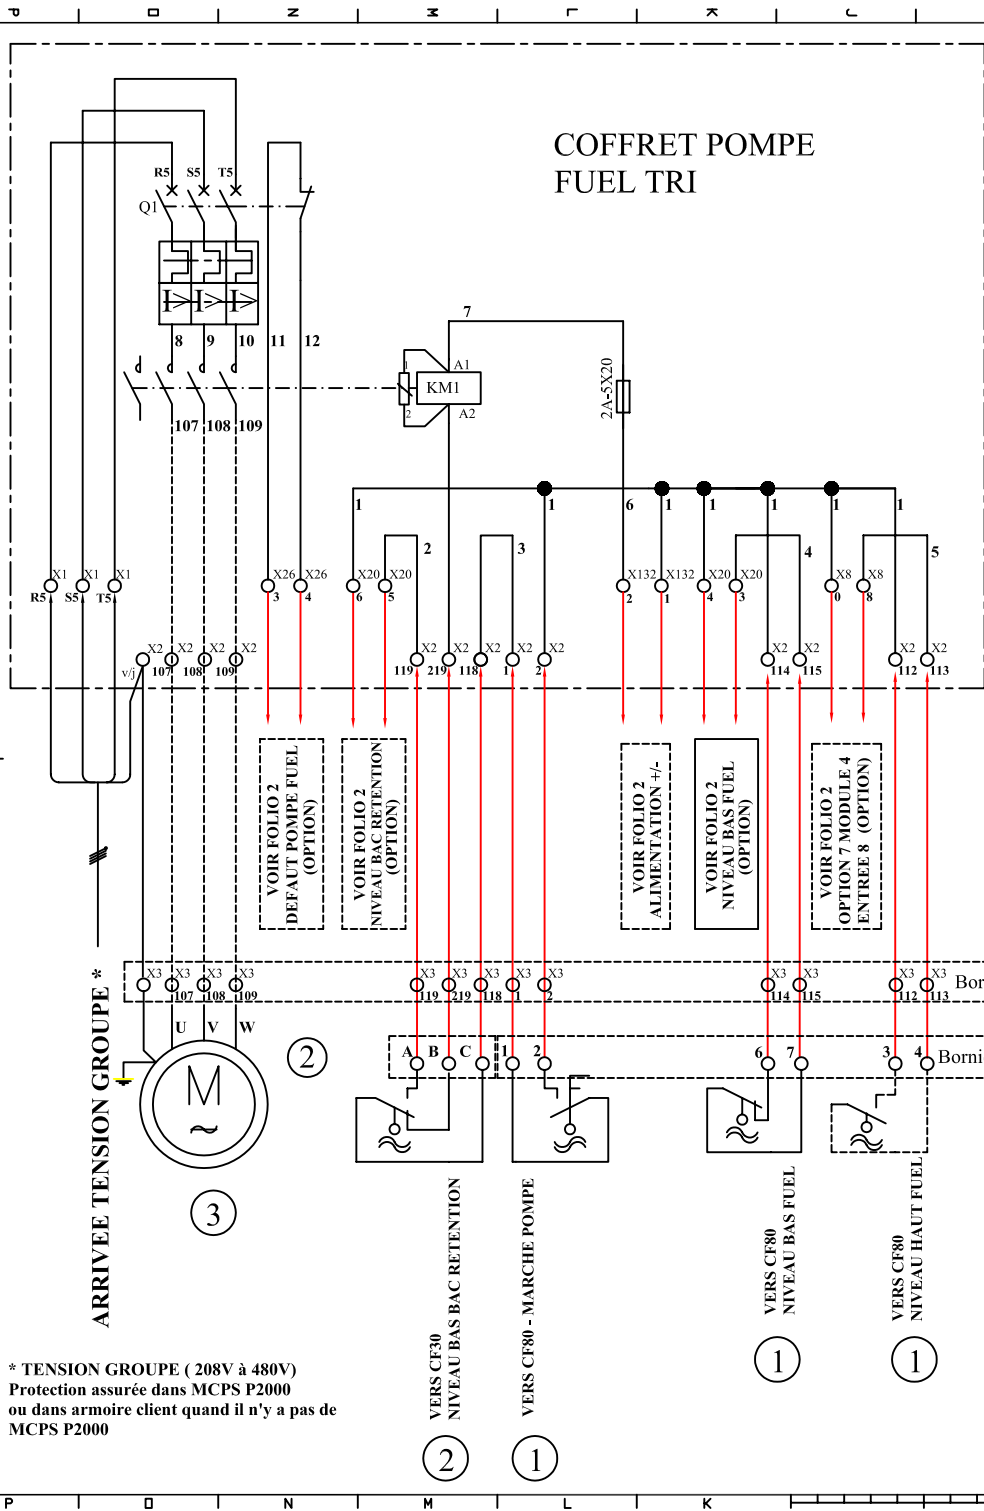 P O N M L K J
COFFRET POMPE
FUEL TRI
R5 S5 T5
Q1
I> I> I>
8 9 10 11 12
7
1
A1
KM1
2
A2
2A-5X20
107 108 109
1 1 6 1 1 1 1 1
2 3 4 5
X1 X1 X1 X26 X26 X20 X20 X132 X132 X20 X20 X8 X8
R5 S5 T5 3 4 6 5 2 1 4 3 0 8
X2 X2 X2 X2 X2 X2 X2 X2 X2 X2 X2 X2 X2
v/j 107 108 109 119 219 118 1 2 114 115 112 113
VOIR FOLIO 2
DEFAUT POMPE FUEL
(OPTION)
VOIR FOLIO 2
NIVEAU BAC RETENTION
(OPTION)
VOIR FOLIO 2
ALIMENTATION +/-
VOIR FOLIO 2
NIVEAU BAS FUEL
(OPTION)
VOIR FOLIO 2
OPTION 7 MODULE 4
ENTREE 8 (OPTION)
X3 X3 X3 X3 X3 X3 X3 X3 X3 X3 X3 X3 X3
107 108 109 119 219 118 1 2 114 115 112 113
Bor
U V W
2
A B C 1 2 6 7 3 4
Borni
M
~
3
ARRIVEE TENSION GROUPE *
VERS CF30
NIVEAU BAS BAC RETENTION
2
VERS CF80 - MARCHE POMPE
1
VERS CF80
NIVEAU BAS FUEL
1
VERS CF80
NIVEAU HAUT FUEL
1
* TENSION GROUPE ( 208V à 480V)
Protection assurée dans MCPS P2000
ou dans armoire client quand il n'y a pas de
MCPS P2000
P O N M L K